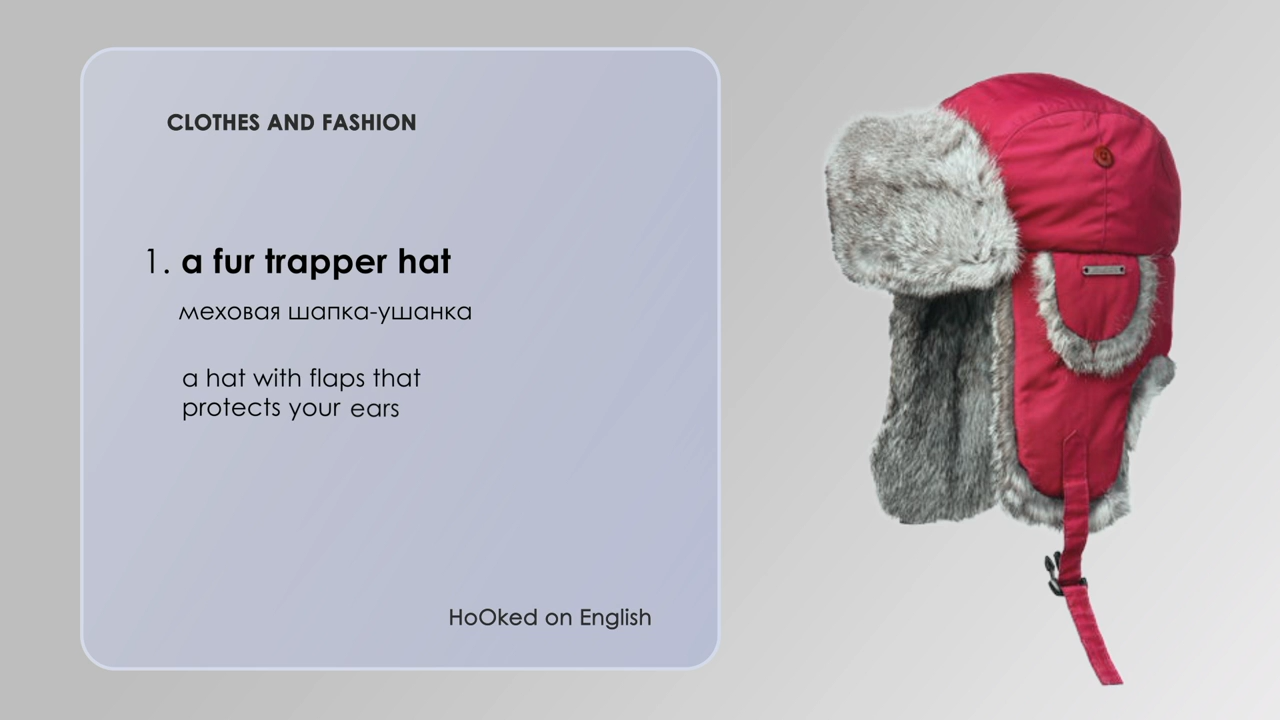 CLOTHES AND FASHION
1. a fur trapper hat
меховая шапка-ушанка
a hat with flaps that
protects your ears
HoOked on English